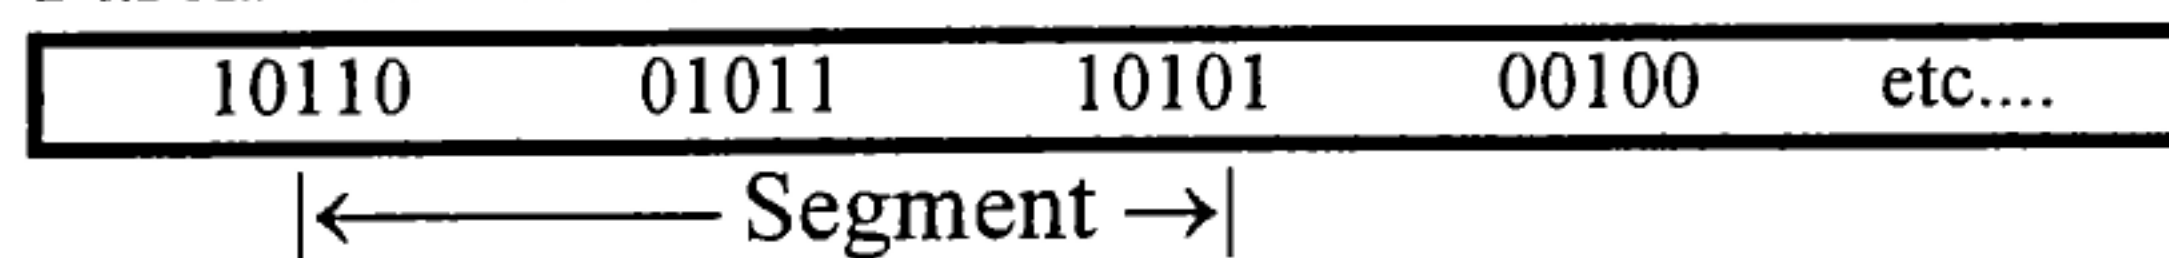 10110 01011 10101 00100 etc....
|← Segment →|